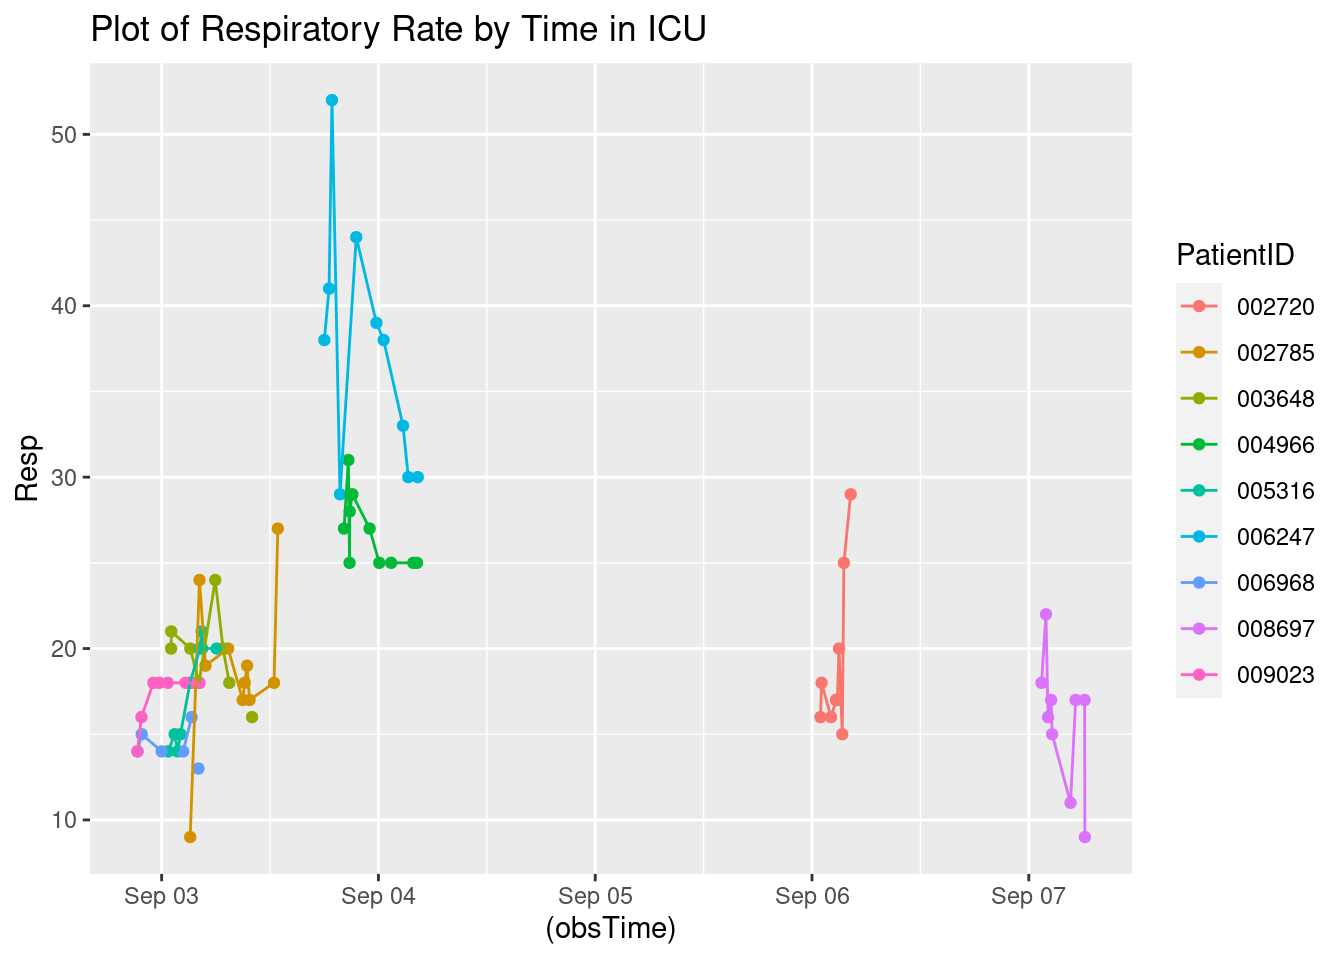 Plot of Respiratory Rate by Time in ICU
50
40
30
20
10
Resp
Sep 03
Sep 04
Sep 05
Sep 06
Sep 07
(obsTime)
PatientID
002720
002785
003648
004966
005316
006247
006968
008697
009023